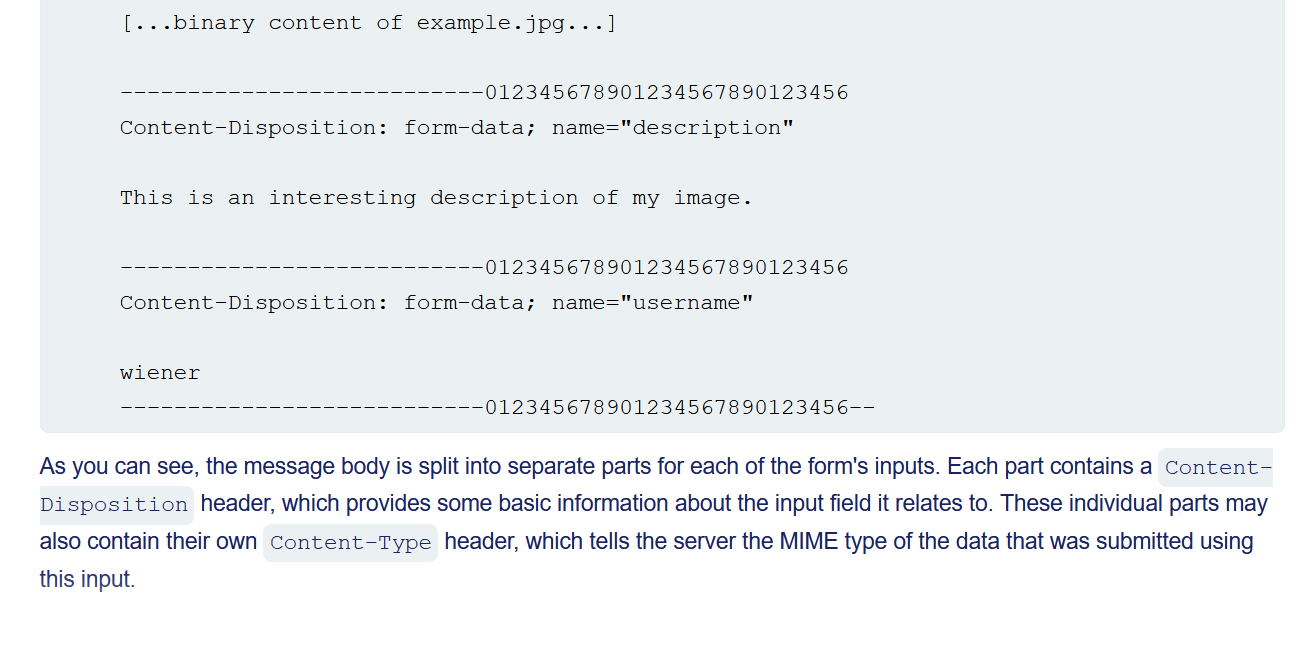 [...binary content of example.jpg...]
---------------------------012345678901234567890123456
Content-Disposition: form-data; name="description"
This is an interesting description of my image.
---------------------------012345678901234567890123456
Content-Disposition: form-data; name="username"
wiener
---------------------------012345678901234567890123456--
As you can see, the message body is split into separate parts for each of the form's inputs. Each part contains a Content-
Disposition header, which provides some basic information about the input field it relates to. These individual parts may
also contain their own Content-Type header, which tells the server the MIME type of the data that was submitted using
this input.